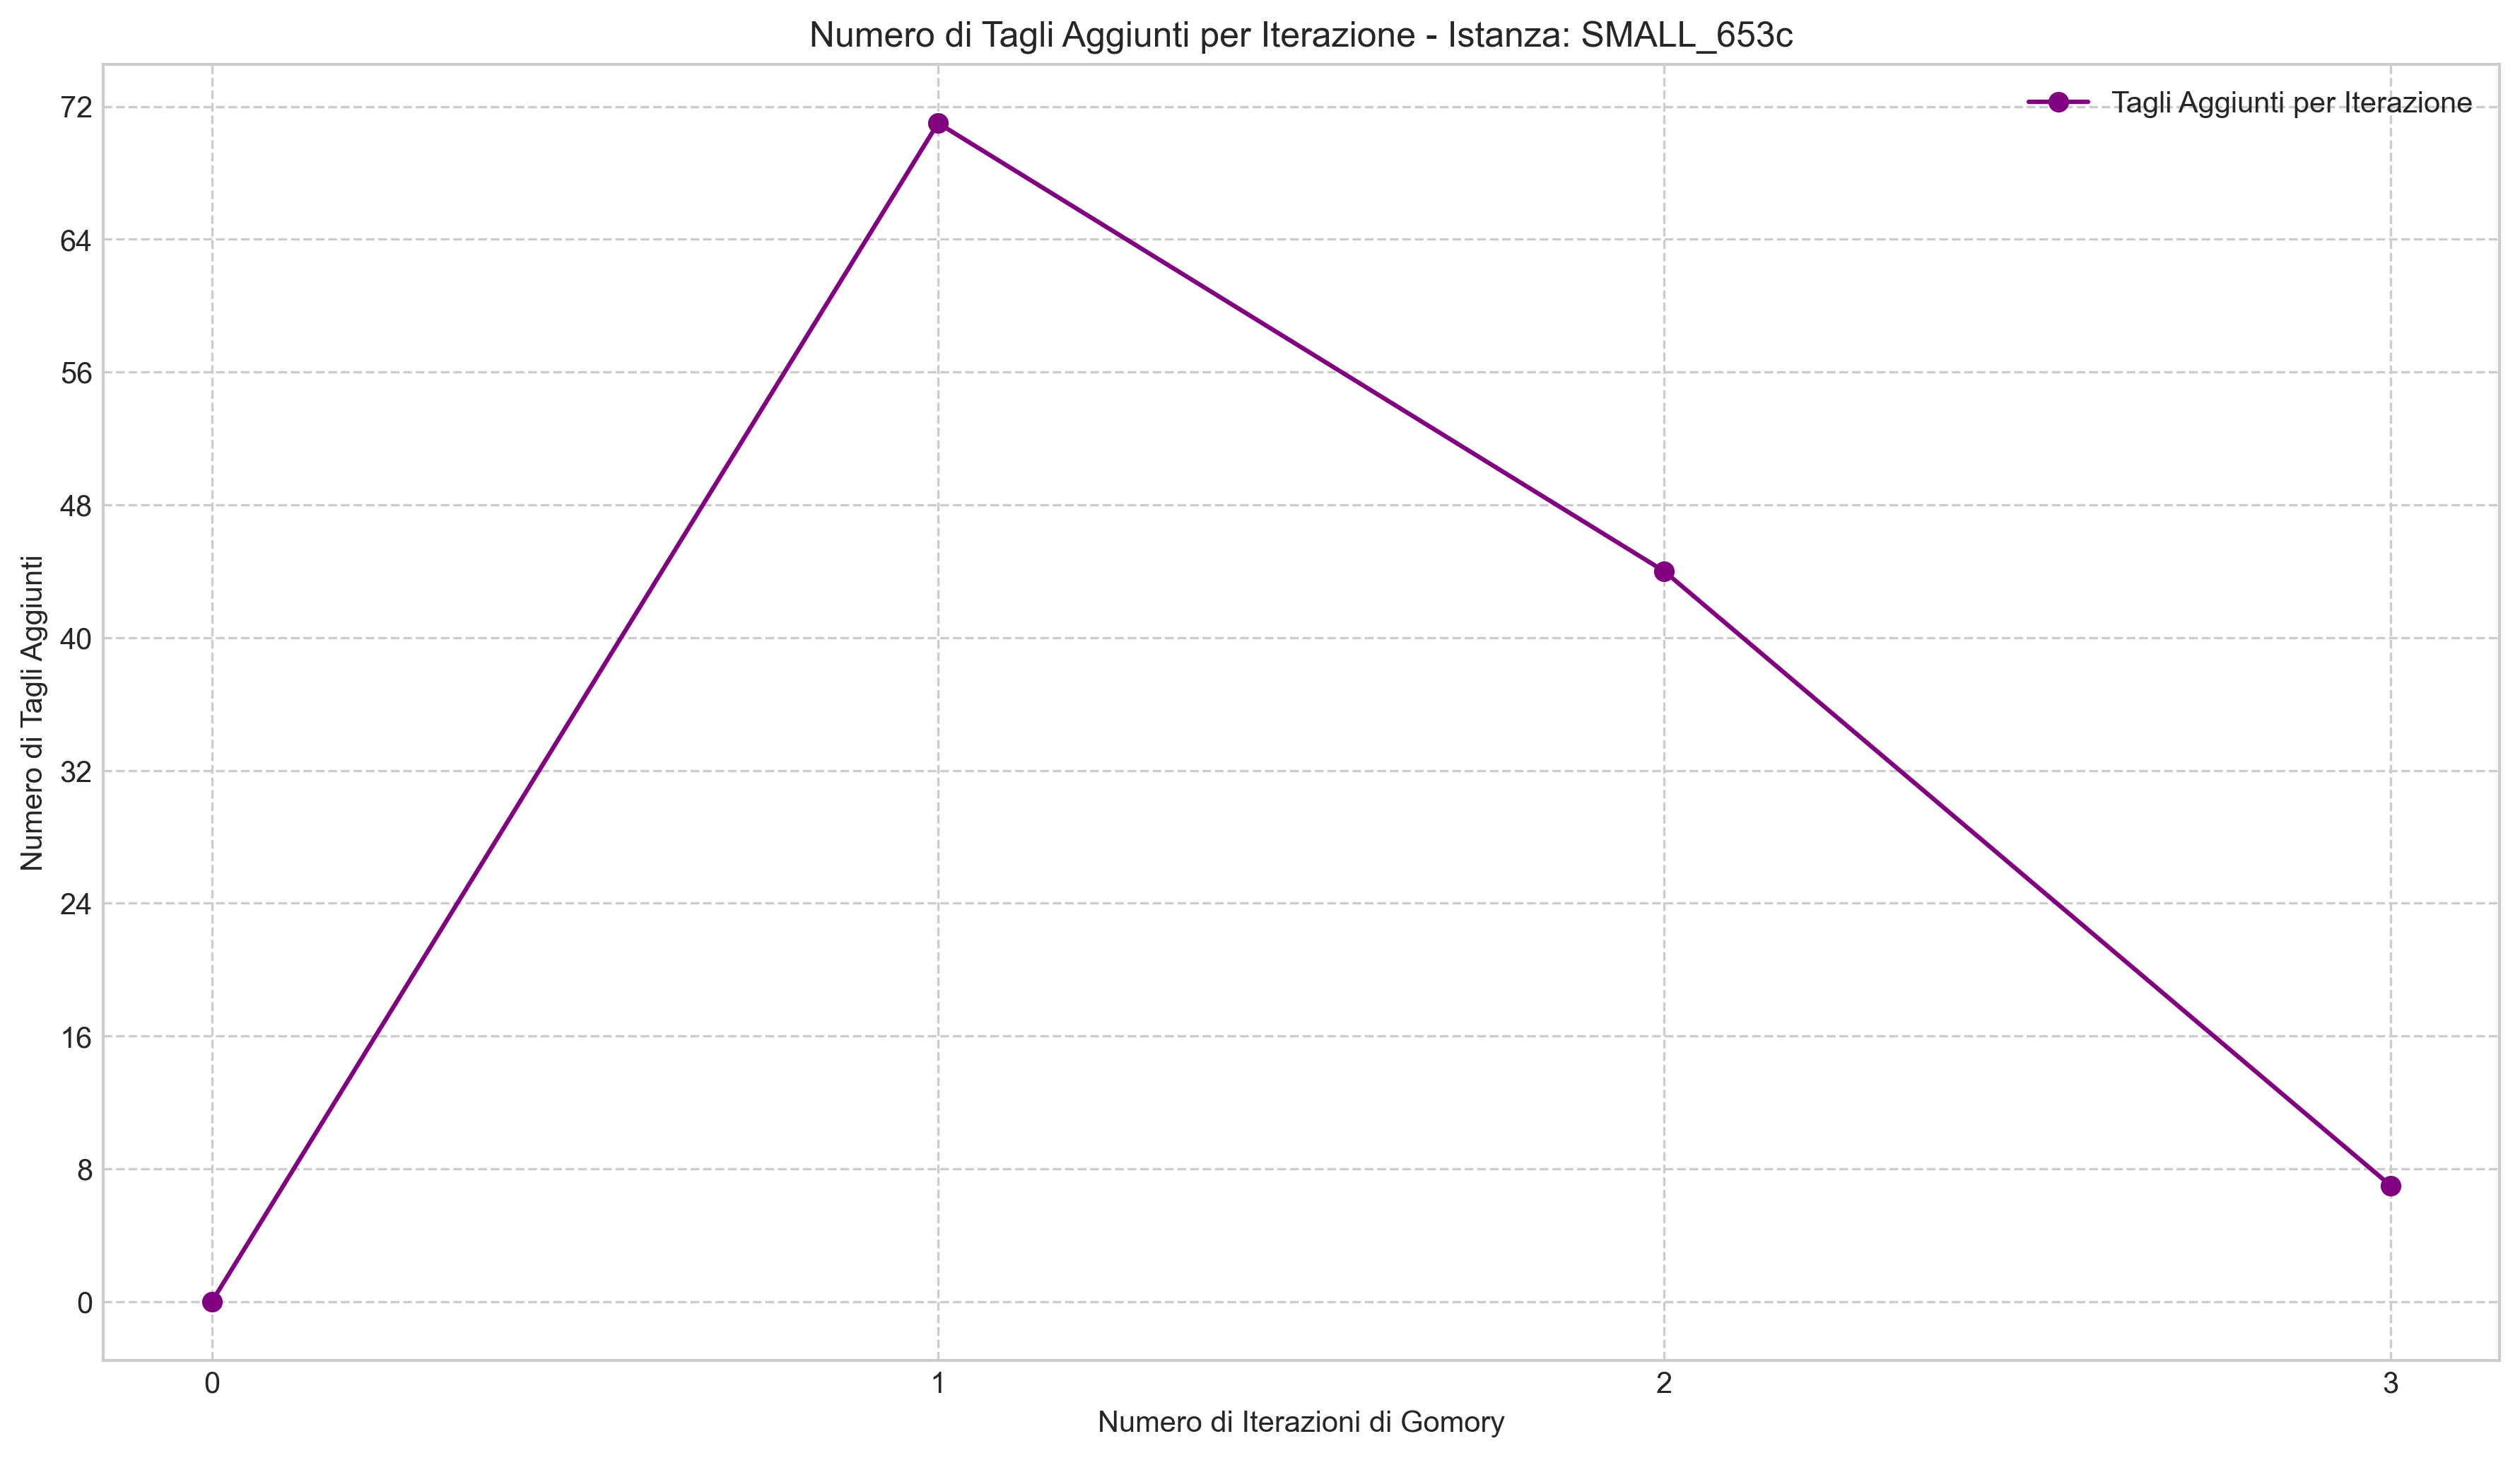 Numero di Tagli Aggiunti per Iterazione - Istanza: SMALL_653c
Tagli Aggiunti per Iterazione
Numero di Tagli Aggiunti
72
64
56
48
40
32
24
16
8
0
0 1 2 3
Numero di Iterazioni di Gomory